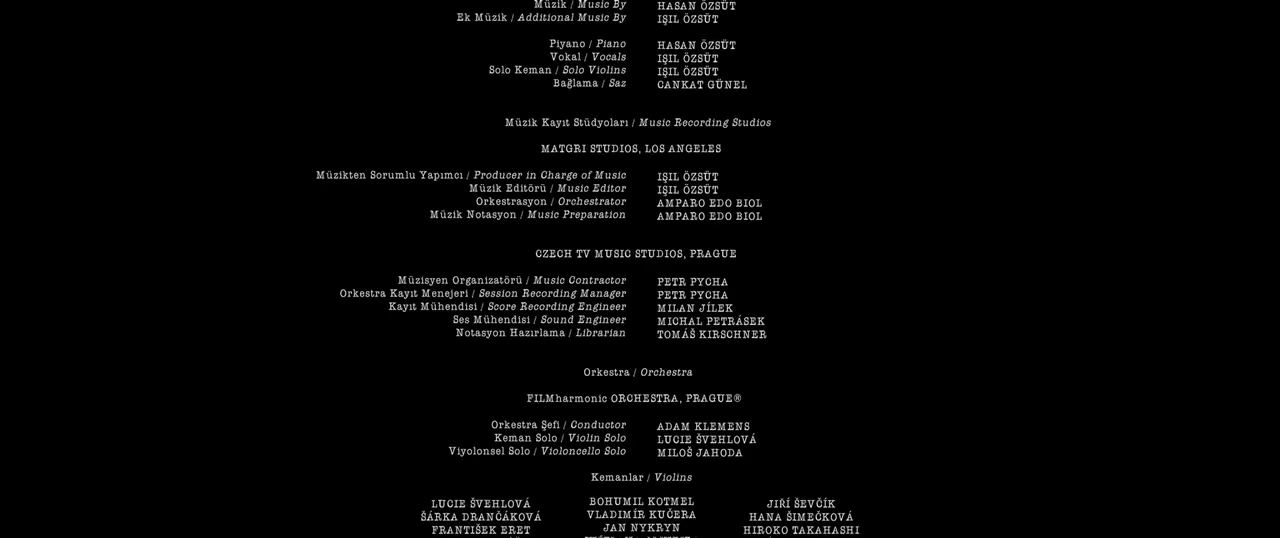 Müzik / Music By HASAN ÖZSÜT
Ek Müzik / Additional Music By IŞIL ÖZSÜT
Piyano / Piano HASAN ÖZSÜT
Vokal / Vocals IŞIL ÖZSÜT
Solo Keman / Solo Violins IŞIL ÖZSÜT
Bağlama / Saz CANKAT GÜNEL
Müzik Kayıt Stüdyoları / Music Recording Studios
MATGRI STUDIOS, LOS ANGELES
Müzikten Sorumlu Yapımcı / Producer in Charge of Music IŞIL ÖZSÜT
Müzik Editörü / Music Editor IŞIL ÖZSÜT
Orkestrasyon / Orchestrator AMPARO EDO BIOL
Müzik Notasyon / Music Preparation AMPARO EDO BIOL
CZECH TV MUSIC STUDIOS, PRAGUE
Müzisyen Organizatörü / Music Contractor PETR PYCHA
Orkestra Kayıt Menejeri / Session Recording Manager PETR PYCHA
Kayıt Mühendisi / Score Recording Engineer MILAN JÍLEK
Ses Mühendisi / Sound Engineer MICHAL PETRÁSEK
Notasyon Hazırlama / Librarian TOMÁŠ KIRSCHNER
Orkestra / Orchestra
FILMharmonic ORCHESTRA, PRAGUE®
Orkestra Şefi / Conductor ADAM KLEMENS
Keman Solo / Violin Solo LUCIE ŠVEHLOVÁ
Viyolonsel Solo / Violoncello Solo MILOŠ JAHODA
Kemanlar / Violins
LUCIE ŠVEHLOVÁ BOHUMIL KOTMEL JIŘÍ ŠEVČÍK
ŠÁRKA DRANČÁKOVÁ VLADIMÍR KUČERA HANA ŠIMEČKOVÁ
FRANTIŠEK ERET JAN NYKRYN HIROKO TAKAHASHI